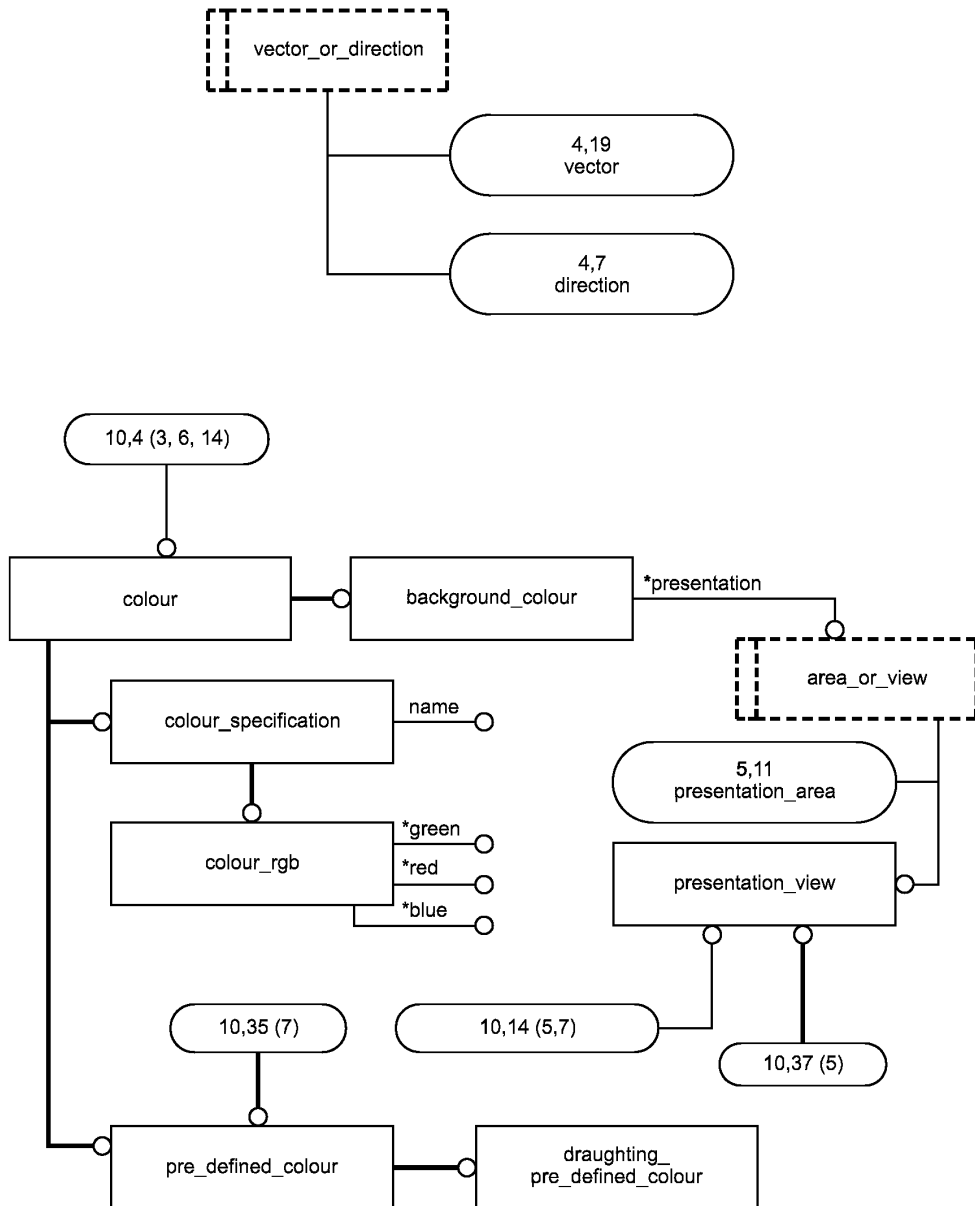 vector_or_direction
4,19
vector
4,7
direction
10,4 (3, 6, 14)
colour
background_colour
*presentation
area_or_view
colour_specification
name
5,11
presentation_area
colour_rgb
*green
*red
*blue
presentation_view
10,35 (7)
10,14 (5,7)
10,37 (5)
pre_defined_colour
draughting_
pre_defined_colour